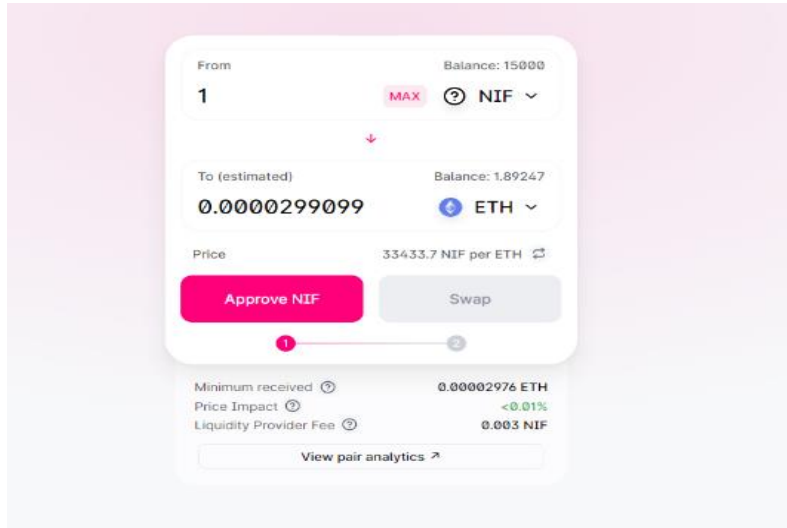 From Balance: 15000
1 MAX NIF
To (estimated) Balance: 1.89247
0.0000299099 ETH
Price 33433.7 NIF per ETH
Approve NIF Swap
1 2
Minimum received 0.00002976 ETH
Price Impact <0.01%
Liquidity Provider Fee 0.003 NIF
View pair analytics ↗